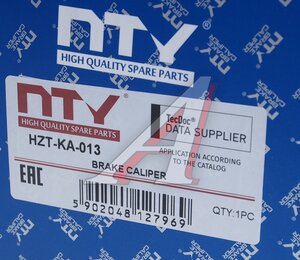 NTY
HIGH QUALITY SPARE PARTS
NTY
HIGH QUALITY SPARE PARTS
TecDoc®
DATA SUPPLIER
HZT-KA-013
APPLICATION ACCORDING
TO THE CATALOG
BRAKE CALIPER
EAC
5 902048 127969
QTY:1PC